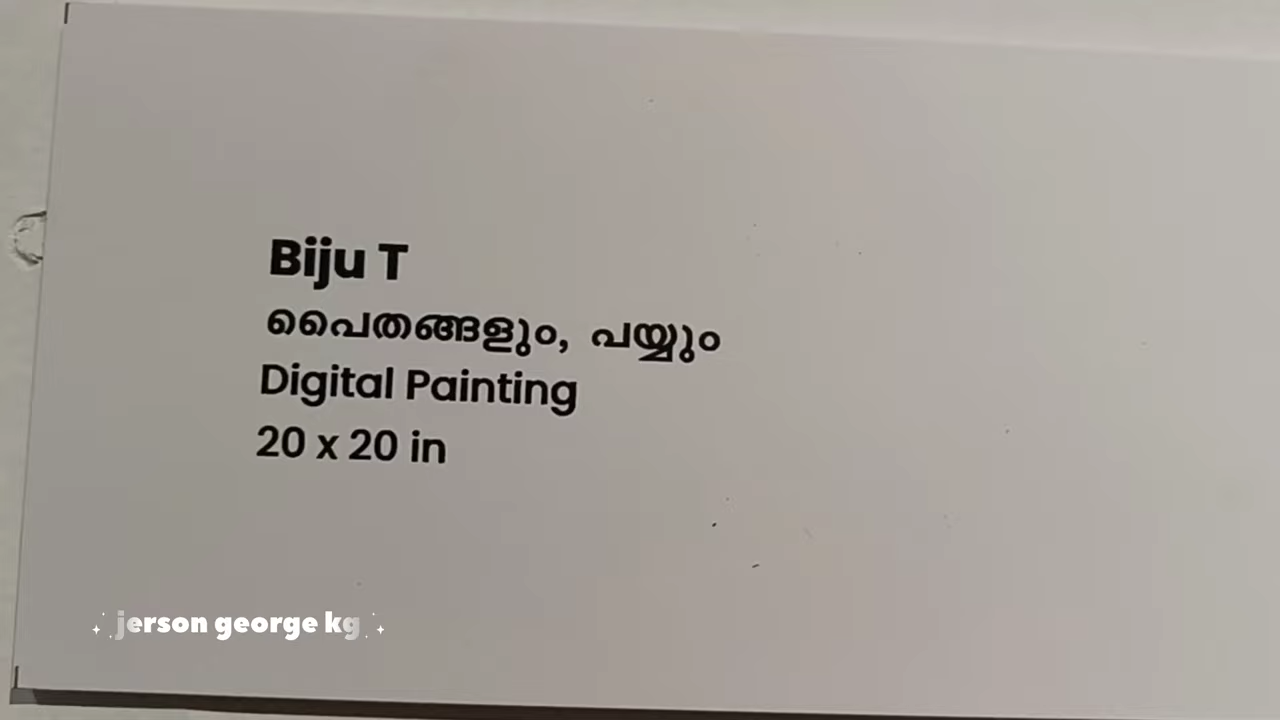 Biju T
പൈതങ്ങളും, പയ്യും
Digital Painting
20 x 20 in
jerson george kg